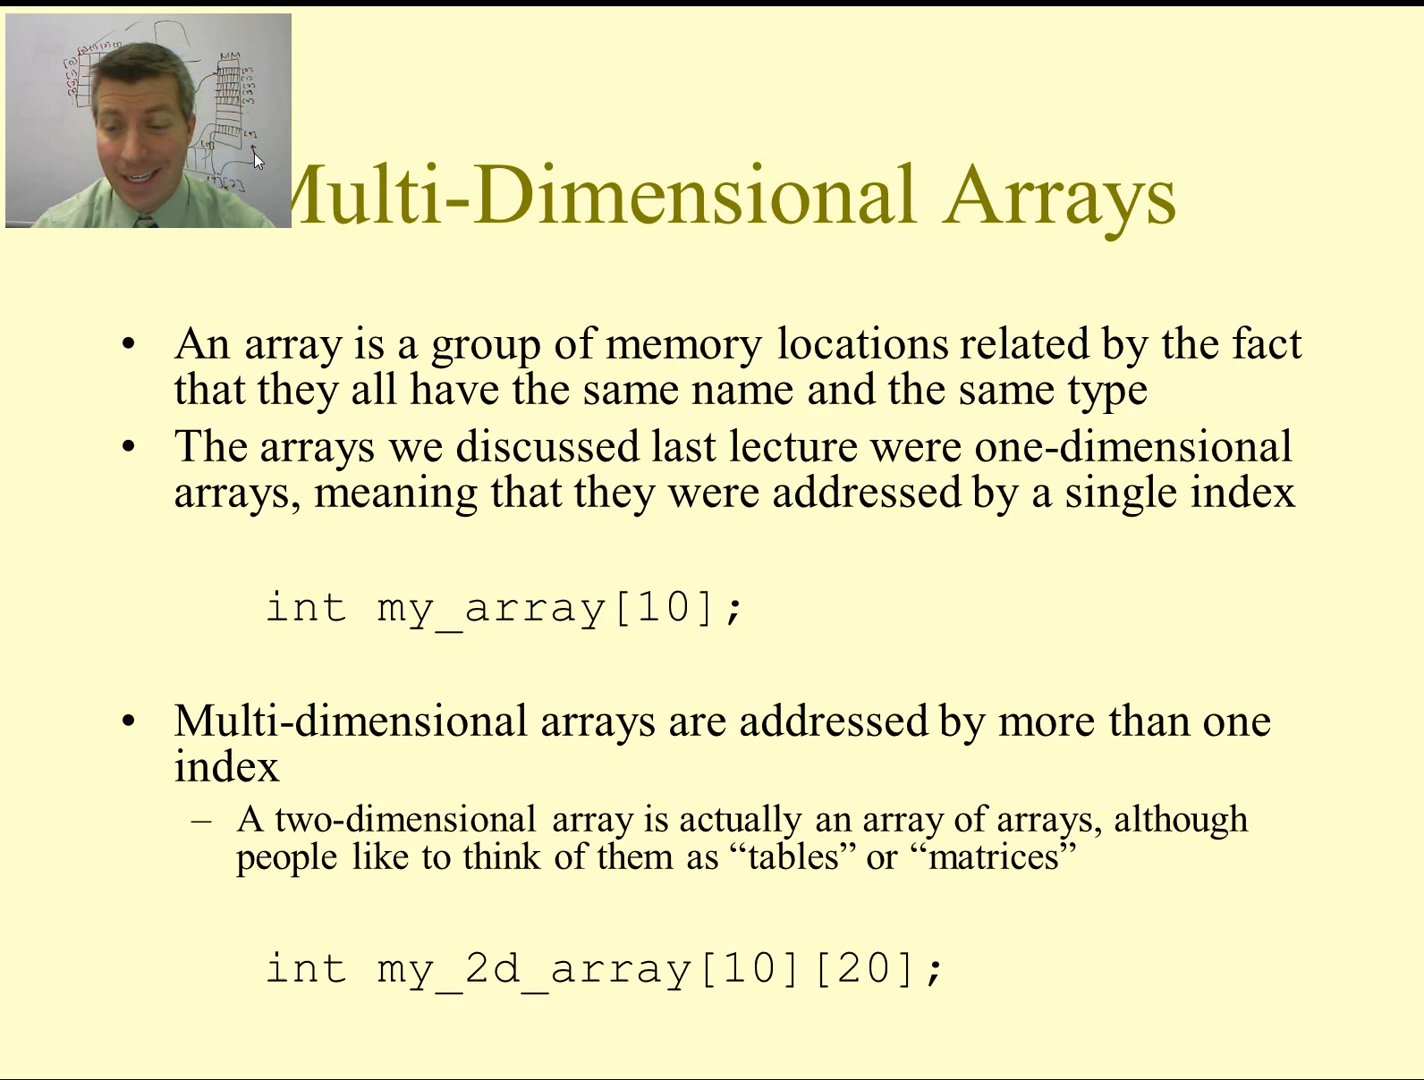 Multi-Dimensional Arrays
• An array is a group of memory locations related by the fact
that they all have the same name and the same type
• The arrays we discussed last lecture were one-dimensional
arrays, meaning that they were addressed by a single index
int my_array[10];
• Multi-dimensional arrays are addressed by more than one
index
– A two-dimensional array is actually an array of arrays, although
people like to think of them as “tables” or “matrices”
int my_2d_array[10][20];